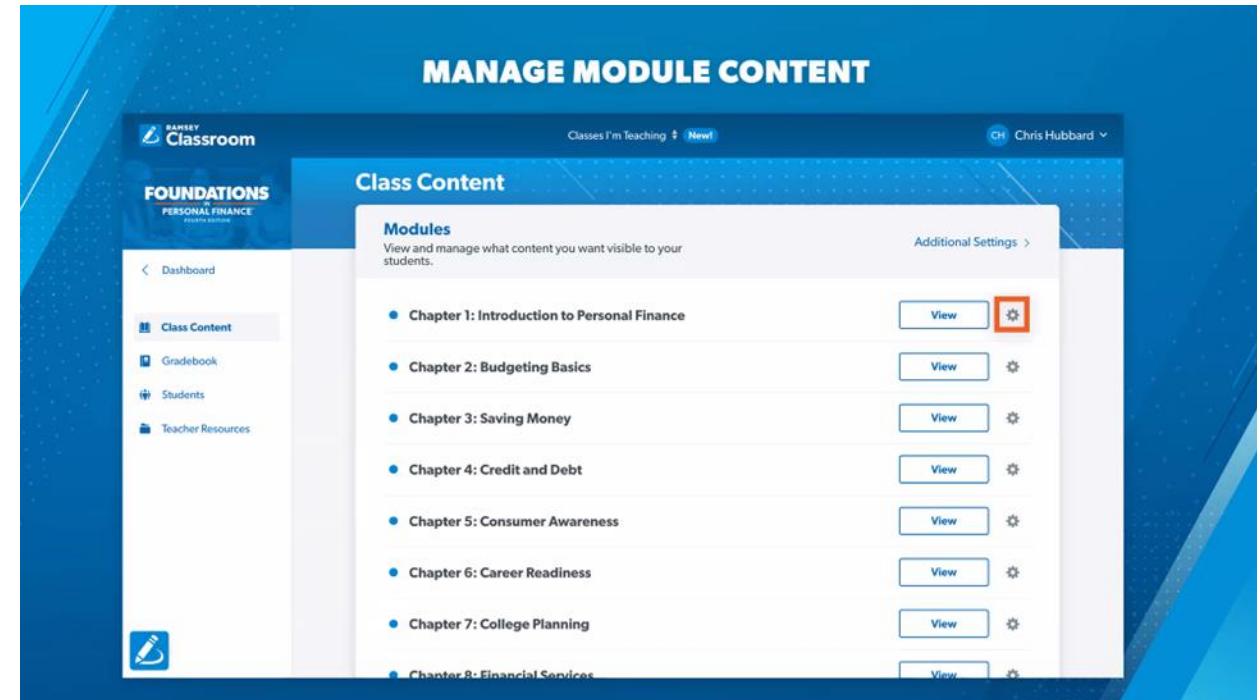 MANAGE MODULE CONTENT
RAMSEY
Classroom
Classes I'm Teaching New!
CH Chris Hubbard
FOUNDATIONS
IN
PERSONAL FINANCE
FOURTH EDITION
Class Content
Modules
View and manage what content you want visible to your
students.
Additional Settings >
< Dashboard
Class Content
Gradebook
Students
Teacher Resources
• Chapter 1: Introduction to Personal Finance View
• Chapter 2: Budgeting Basics View
• Chapter 3: Saving Money View
• Chapter 4: Credit and Debt View
• Chapter 5: Consumer Awareness View
• Chapter 6: Career Readiness View
• Chapter 7: College Planning View
• Chapter 8: Financial Services View